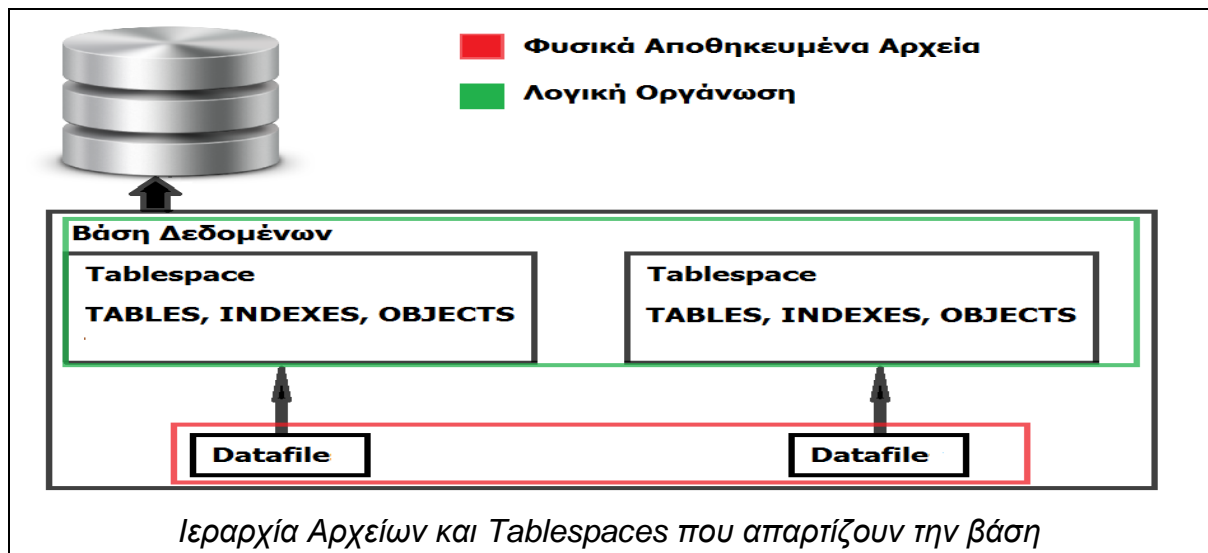 Φυσικά Αποθηκευμένα Αρχεία
Λογική Οργάνωση
Βάση Δεδομένων
Tablespace
TABLES, INDEXES, OBJECTS
Tablespace
TABLES, INDEXES, OBJECTS
Datafile
Datafile
Ιεραρχία Αρχείων και Tablespaces που απαρτίζουν την βάση